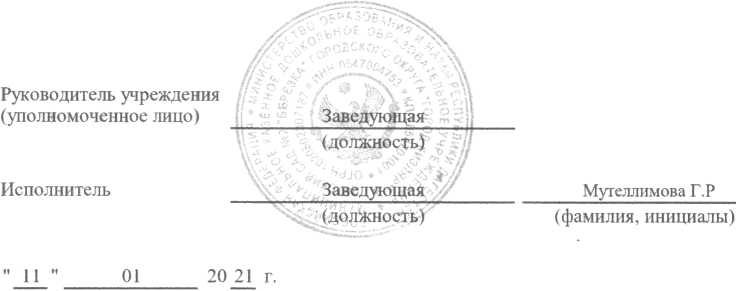 Руководитель учреждения
(уполномоченное лицо) Заведующая
(должность)
Исполнитель Заведующая Мутеллимова Г.Р
(должность) (фамилия, инициалы)
" 11 " 01 20 21 г.